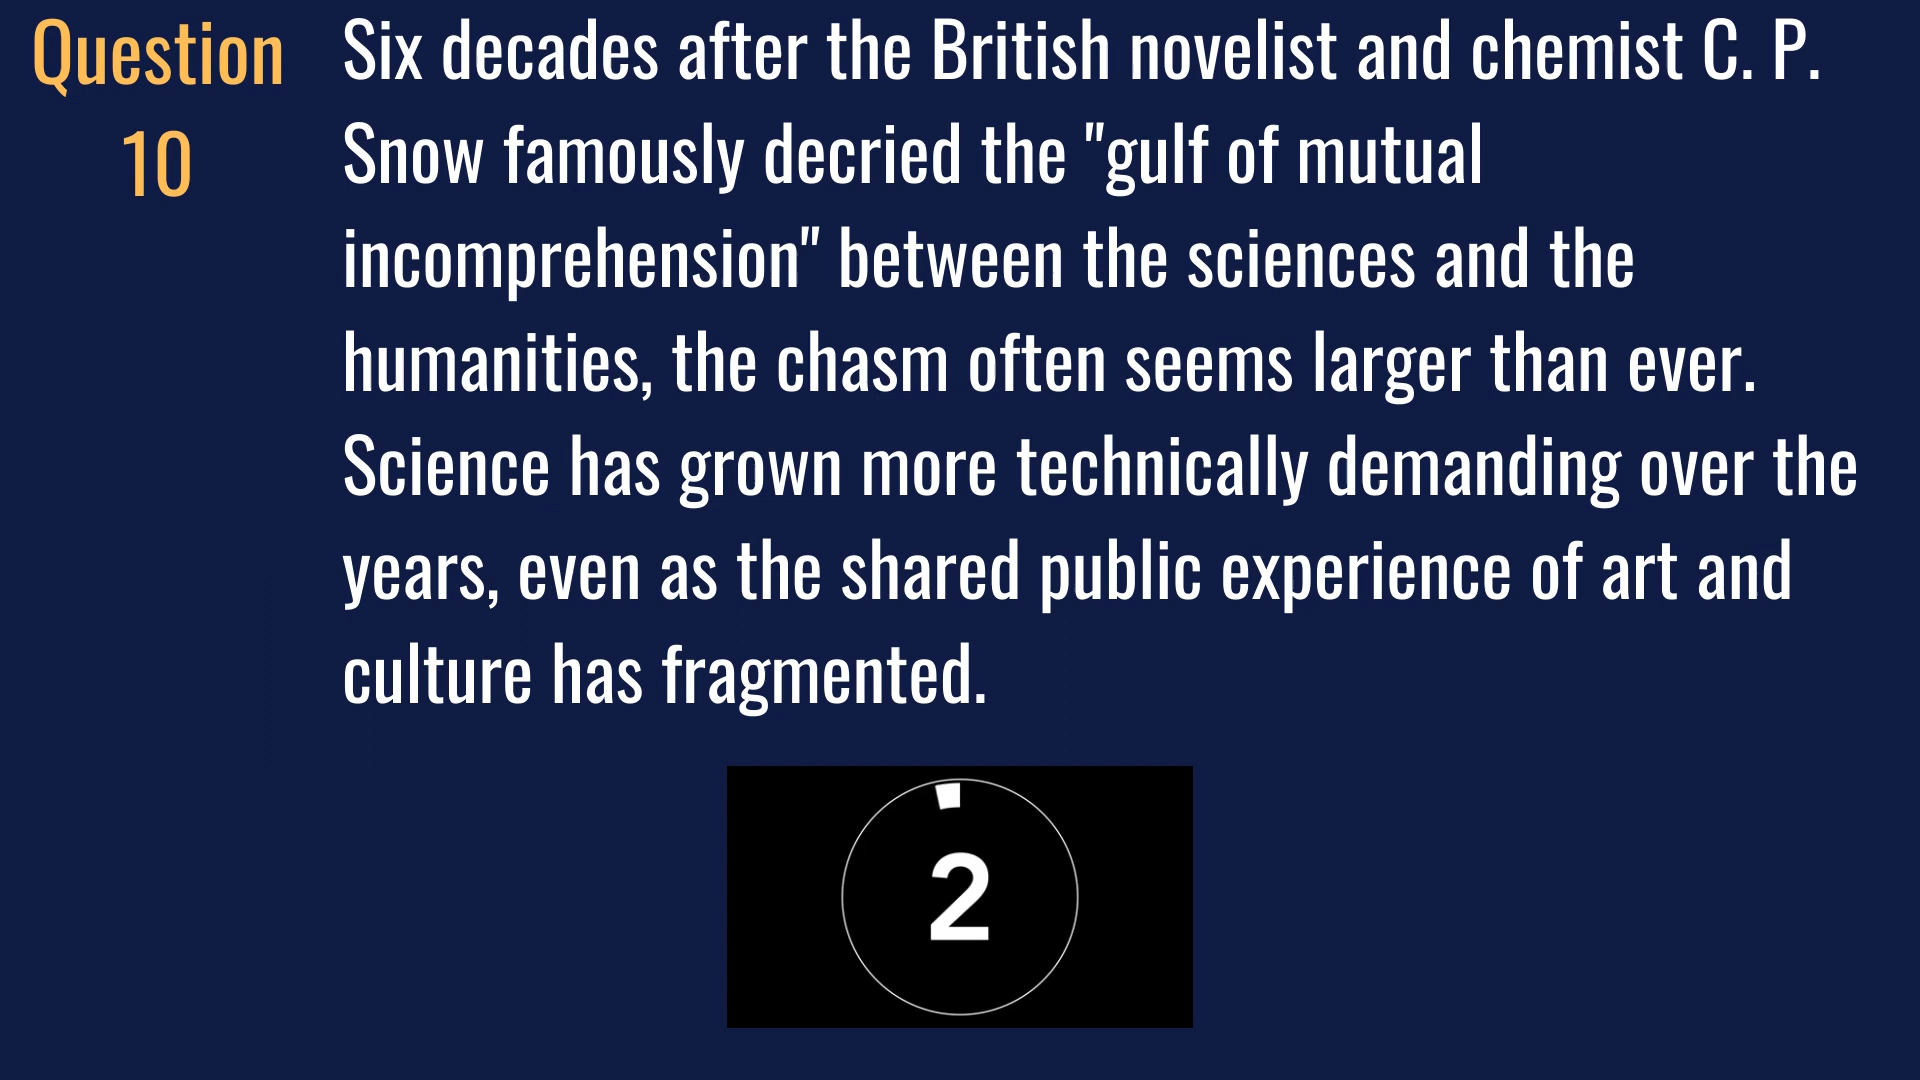 Question
10
Six decades after the British novelist and chemist C. P.
Snow famously decried the "gulf of mutual
incomprehension" between the sciences and the
humanities, the chasm often seems larger than ever.
Science has grown more technically demanding over the
years, even as the shared public experience of art and
culture has fragmented.
2